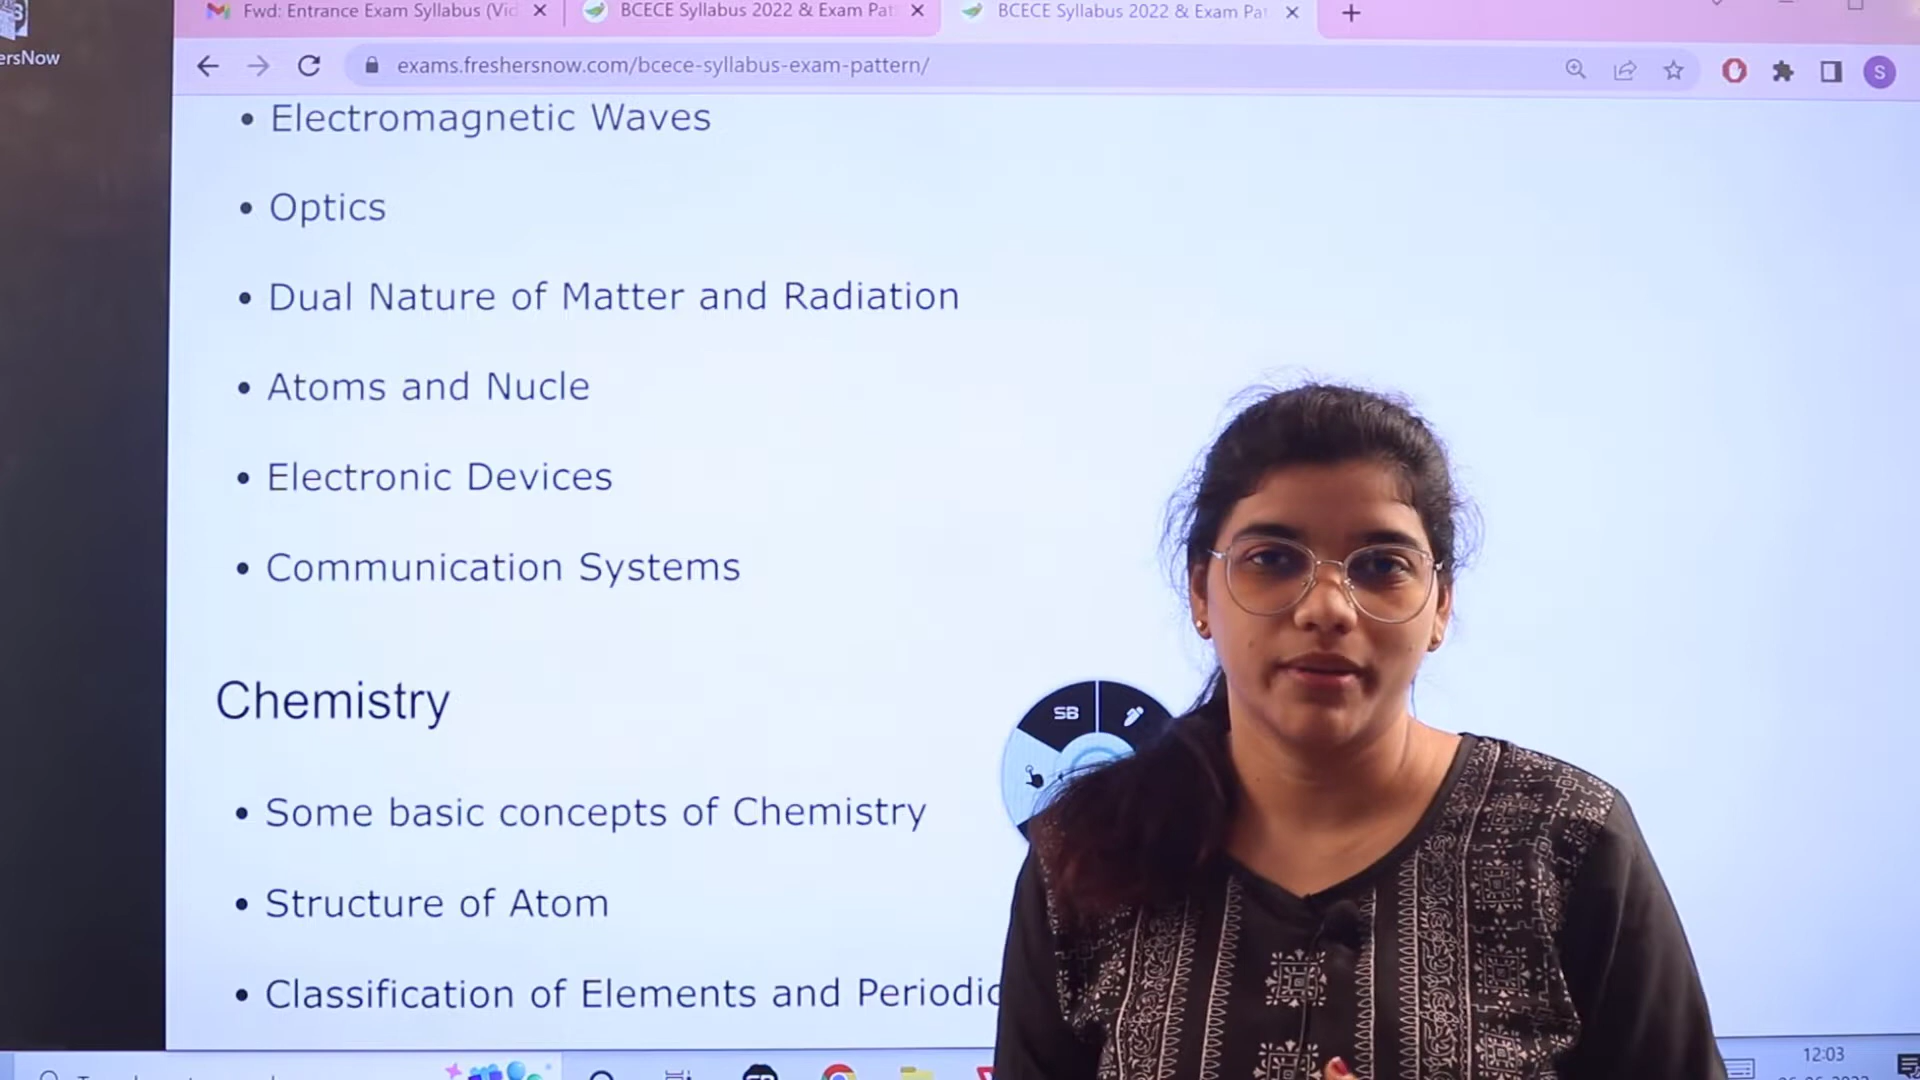 ersNow
Fwd: Entrance Exam Syllabus (Vid
BCECE Syllabus 2022 & Exam Pat
BCECE Syllabus 2022 & Exam Pat
exams.freshersnow.com/bcece-syllabus-exam-pattern/
S
• Electromagnetic Waves
• Optics
• Dual Nature of Matter and Radiation
• Atoms and Nucle
• Electronic Devices
• Communication Systems
Chemistry
SB
• Some basic concepts of Chemistry
• Structure of Atom
• Classification of Elements and Periodic
12:03